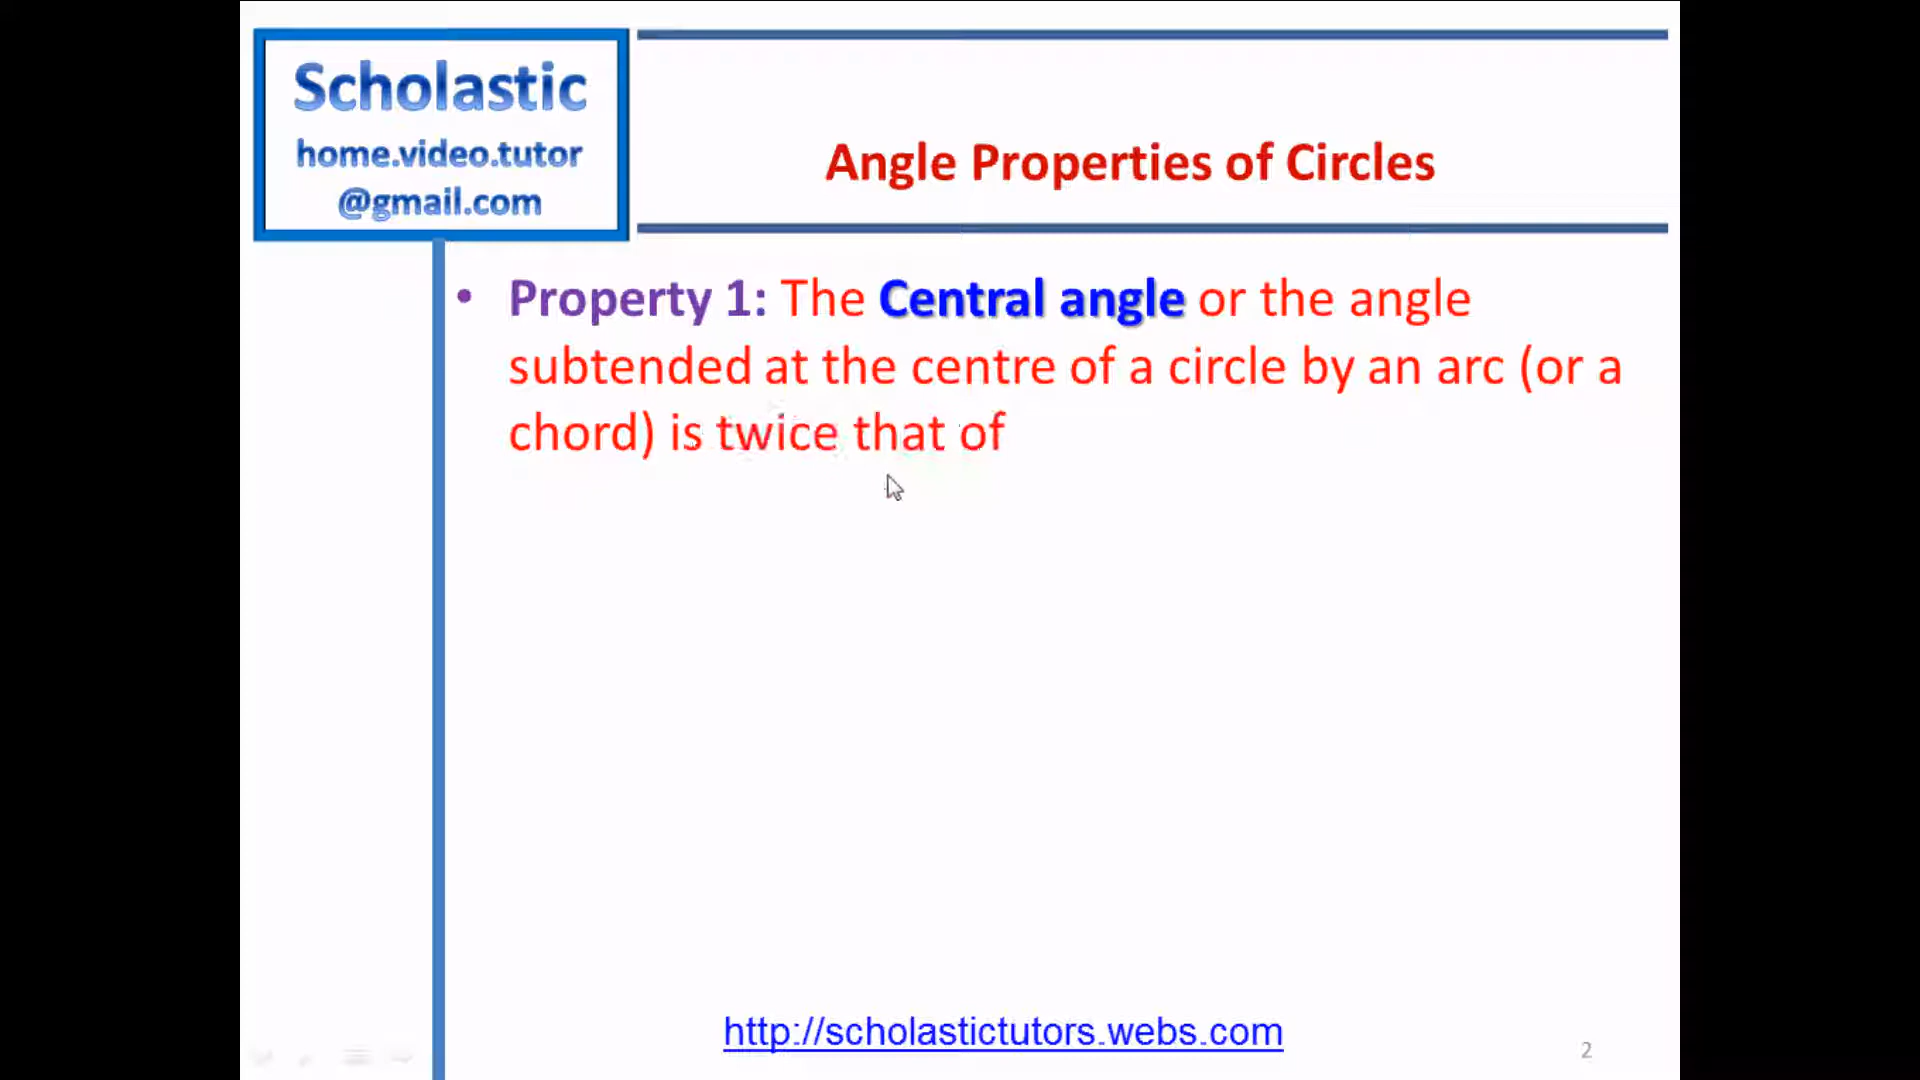 Scholastic
home.video.tutor
@gmail.com
Angle Properties of Circles
• Property 1: The Central angle or the angle
subtended at the centre of a circle by an arc (or a
chord) is twice that of
http://scholastictutors.webs.com
2